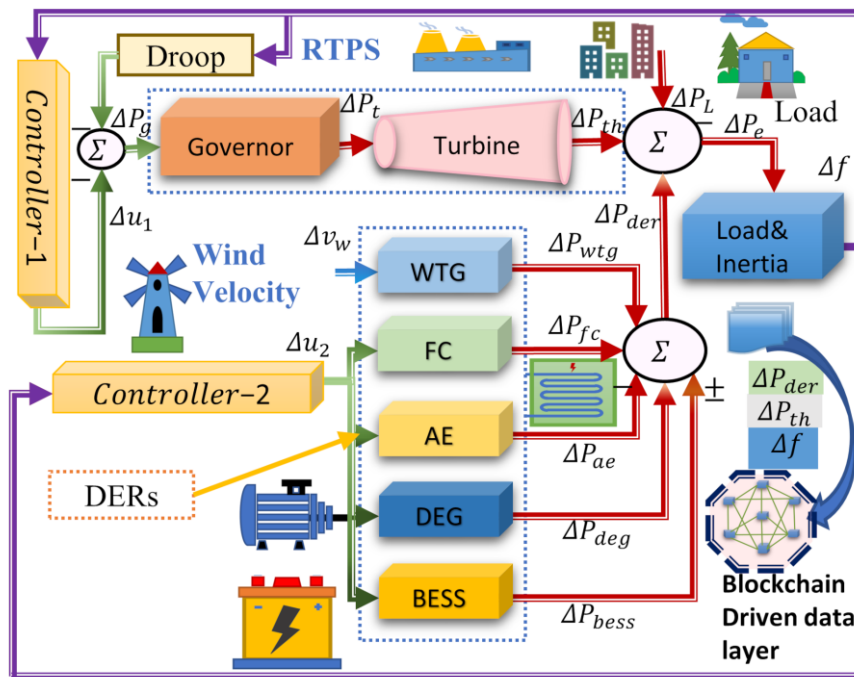 Droop
RTPS
Controller−1
ΔP_g
Σ
Governor
ΔP_t
Turbine
ΔP_th
Σ
ΔP_L
Load
ΔP_e
Δf
Load&
Inertia
Δu_1
Wind
Velocity
Δv_w
WTG
ΔP_wtg
ΔP_der
Δu_2
FC
ΔP_fc
Σ
Controller−2
AE
ΔP_ae
±
DERs
DEG
ΔP_deg
BESS
ΔP_bess
− +
ΔP_der
ΔP_th
Δf
Blockchain
Driven data
layer